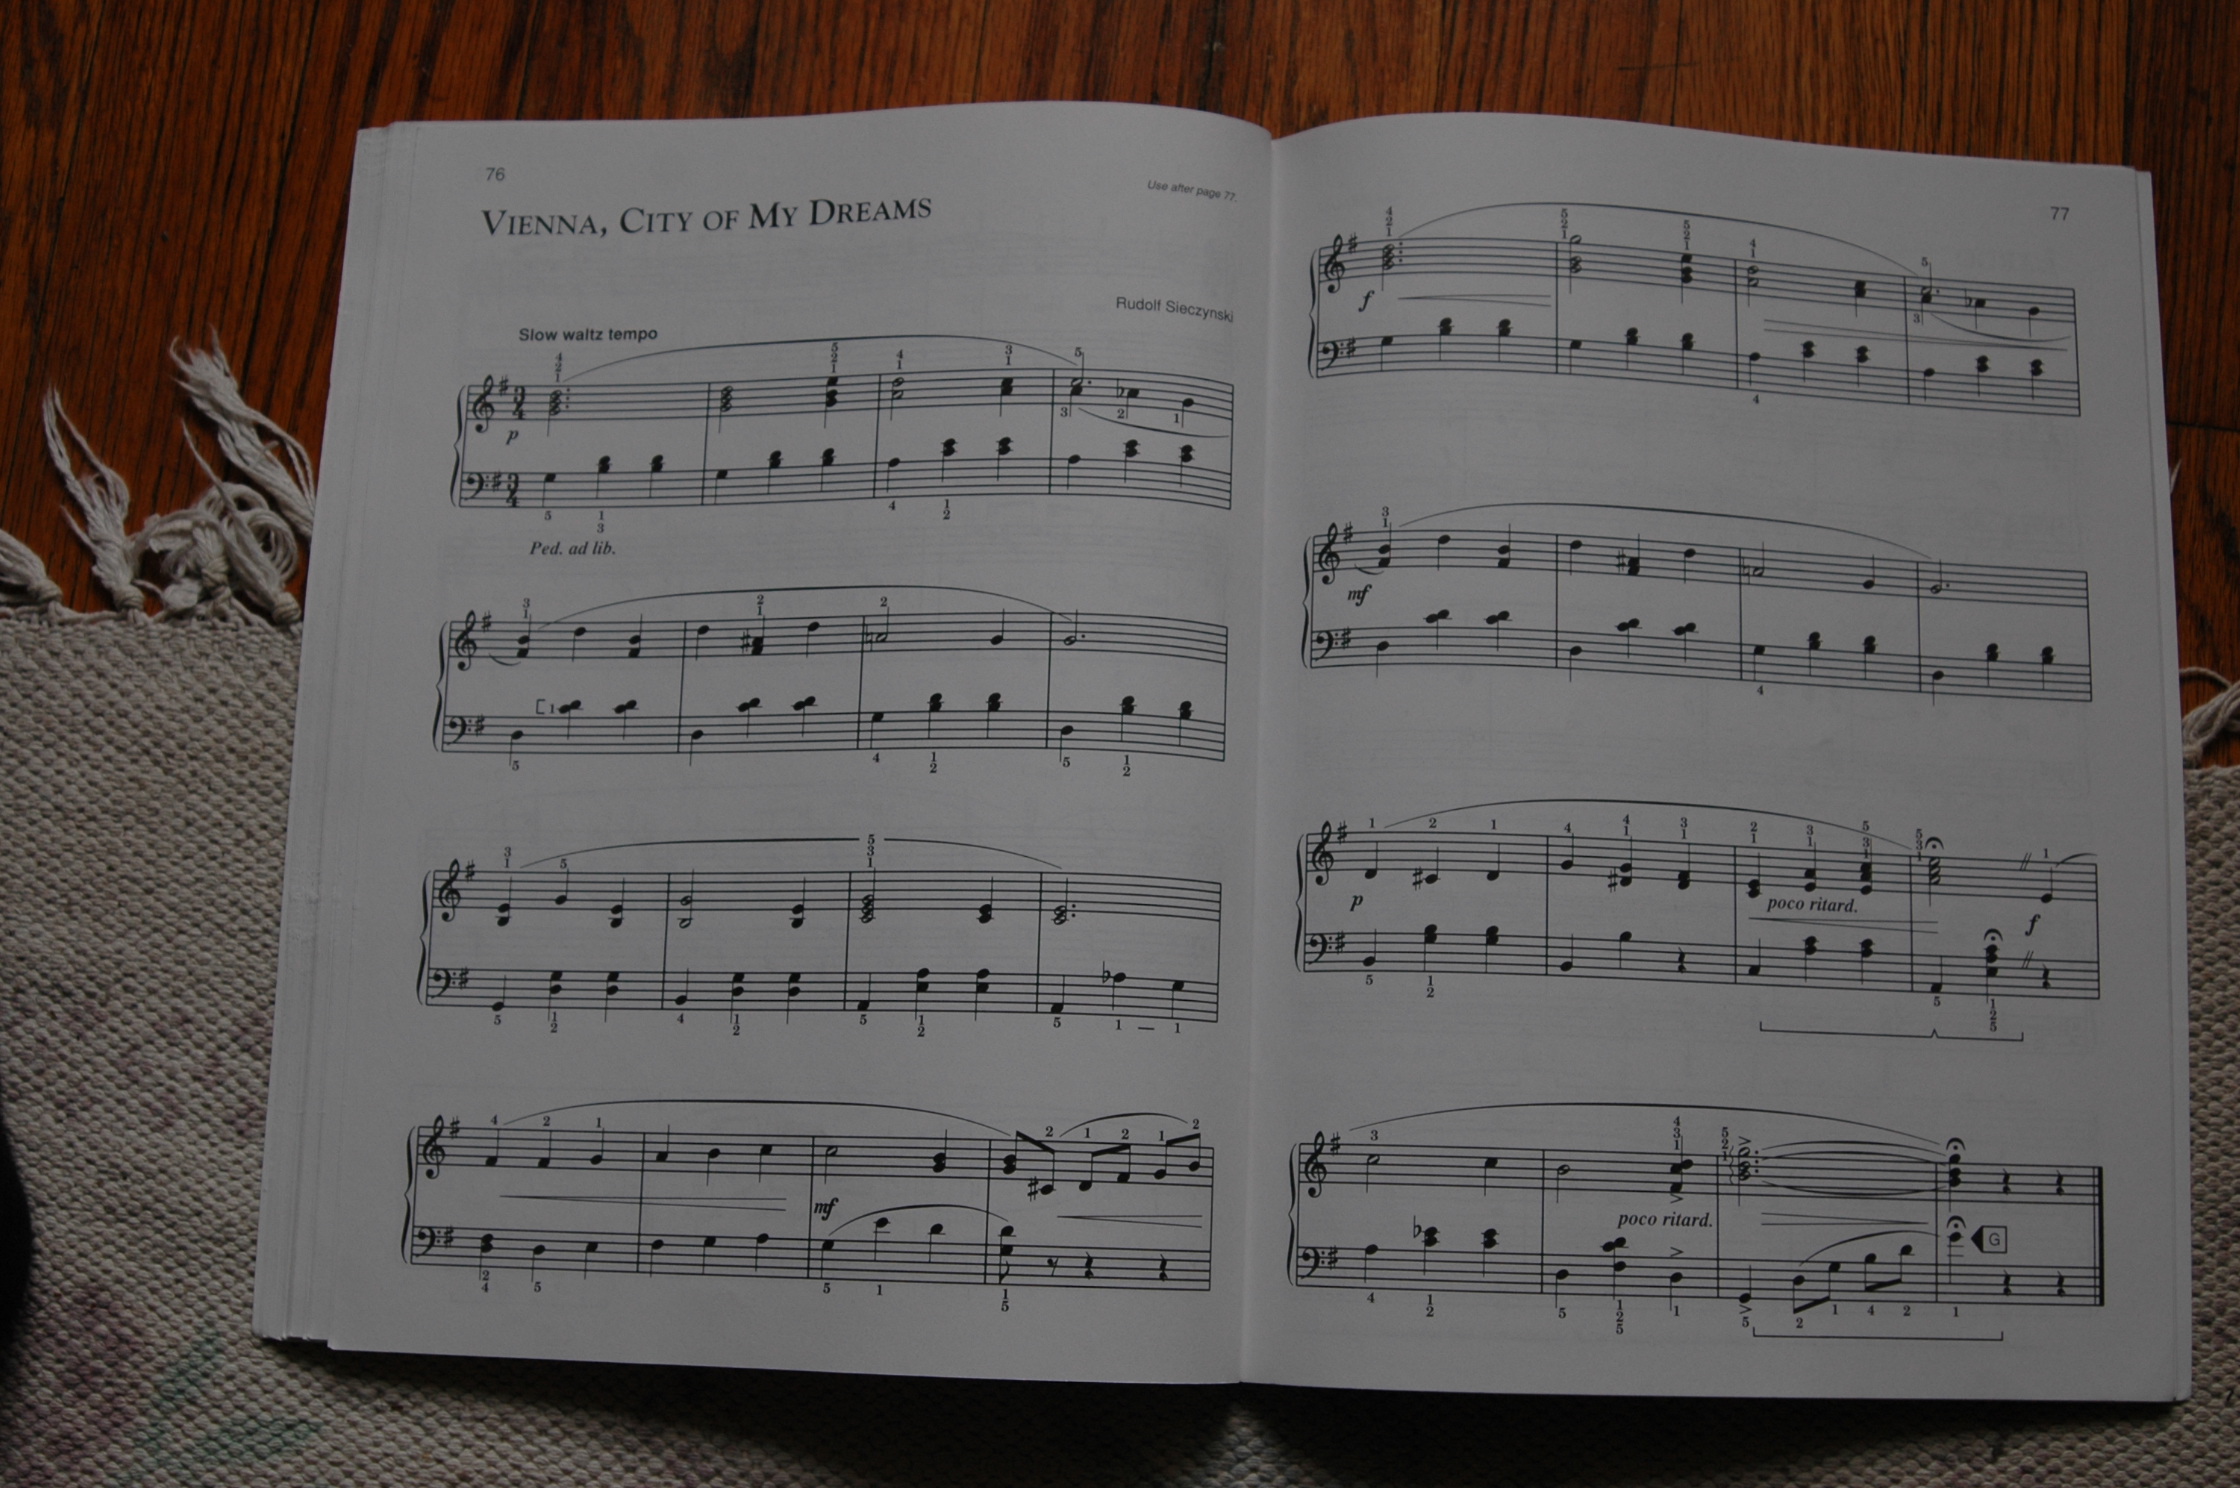 76
Use after page 77.
VIENNA, CITY OF MY DREAMS
Rudolf Sieczynski
Slow waltz tempo
p
Ped. ad lib.
mf
77
f
mf
p
poco ritard.
f
poco ritard.
G